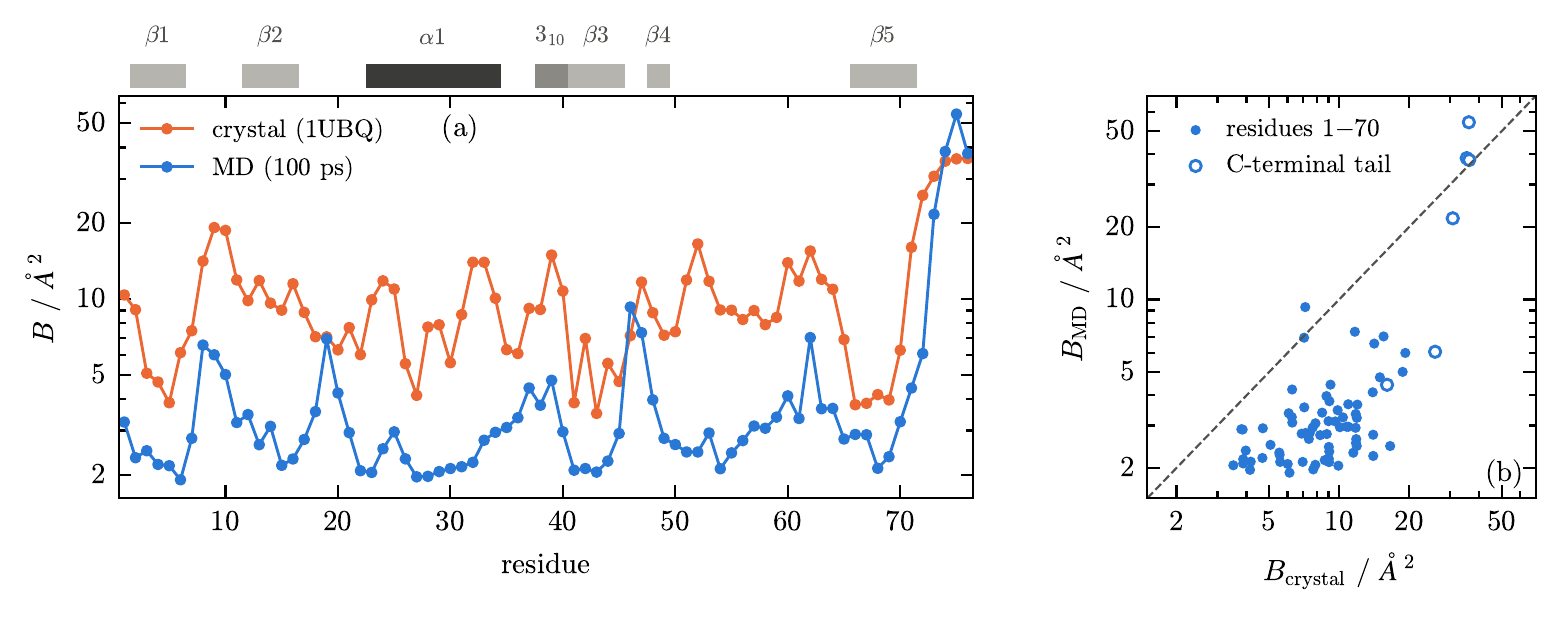 β1 β2 α1 3₁₀ β3 β4 β5
crystal (1UBQ)
MD (100 ps)
(a)
50
20
10
5
2
B / Å²
10 20 30 40 50 60 70
residue
residues 1–70
C-terminal tail
50
20
10
5
2
B_MD / Å²
(b)
2 5 10 20 50
B_crystal / Å²